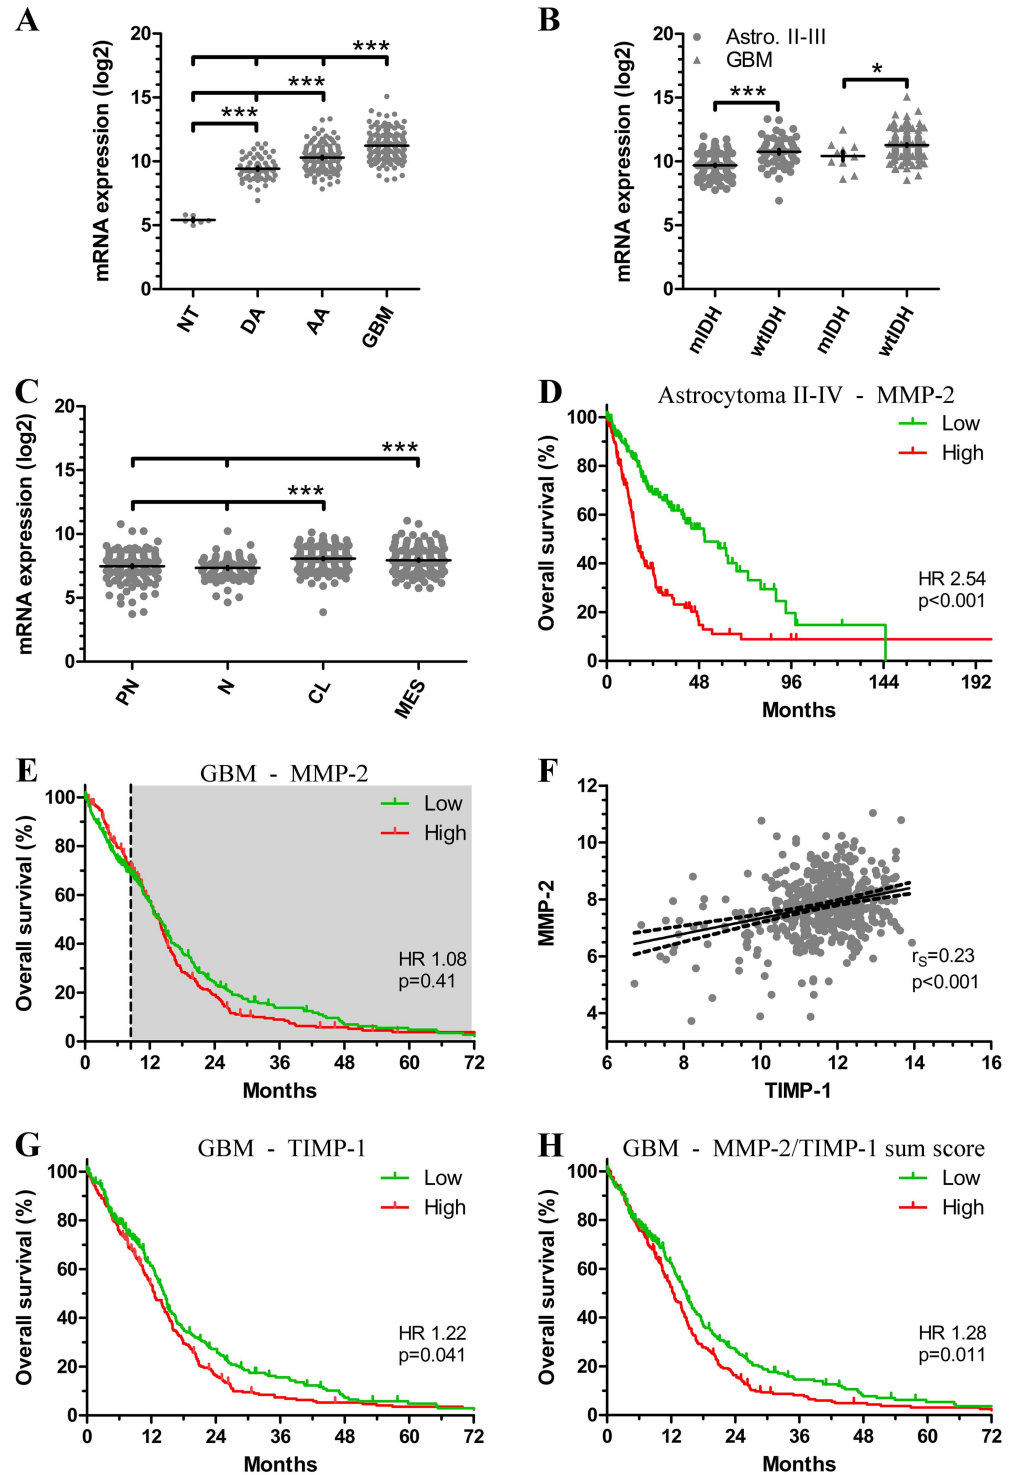 A
mRNA expression (log2)
20
15
10
5
0
***
***
***
NT
DA
AA
GBM
B
mRNA expression (log2)
20
15
10
5
0
Astro. II-III
GBM
***
*
mIDH
wtIDH
mIDH
wtIDH
C
mRNA expression (log2)
20
15
10
5
0
***
***
PN
N
CL
MES
D
Astrocytoma II-IV - MMP-2
Overall survival (%)
100
80
60
40
20
0
Low
High
HR 2.54
p<0.001
0 48 96 144 192
Months
E
GBM - MMP-2
Overall survival (%)
100
80
60
40
20
0
Low
High
HR 1.08
p=0.41
0 12 24 36 48 60 72
Months
F
MMP-2
12
10
8
6
4
rS=0.23
p<0.001
6 8 10 12 14 16
TIMP-1
G
GBM - TIMP-1
Overall survival (%)
100
80
60
40
20
0
Low
High
HR 1.22
p=0.041
0 12 24 36 48 60 72
Months
H
GBM - MMP-2/TIMP-1 sum score
Overall survival (%)
100
80
60
40
20
0
Low
High
HR 1.28
p=0.011
0 12 24 36 48 60 72
Months